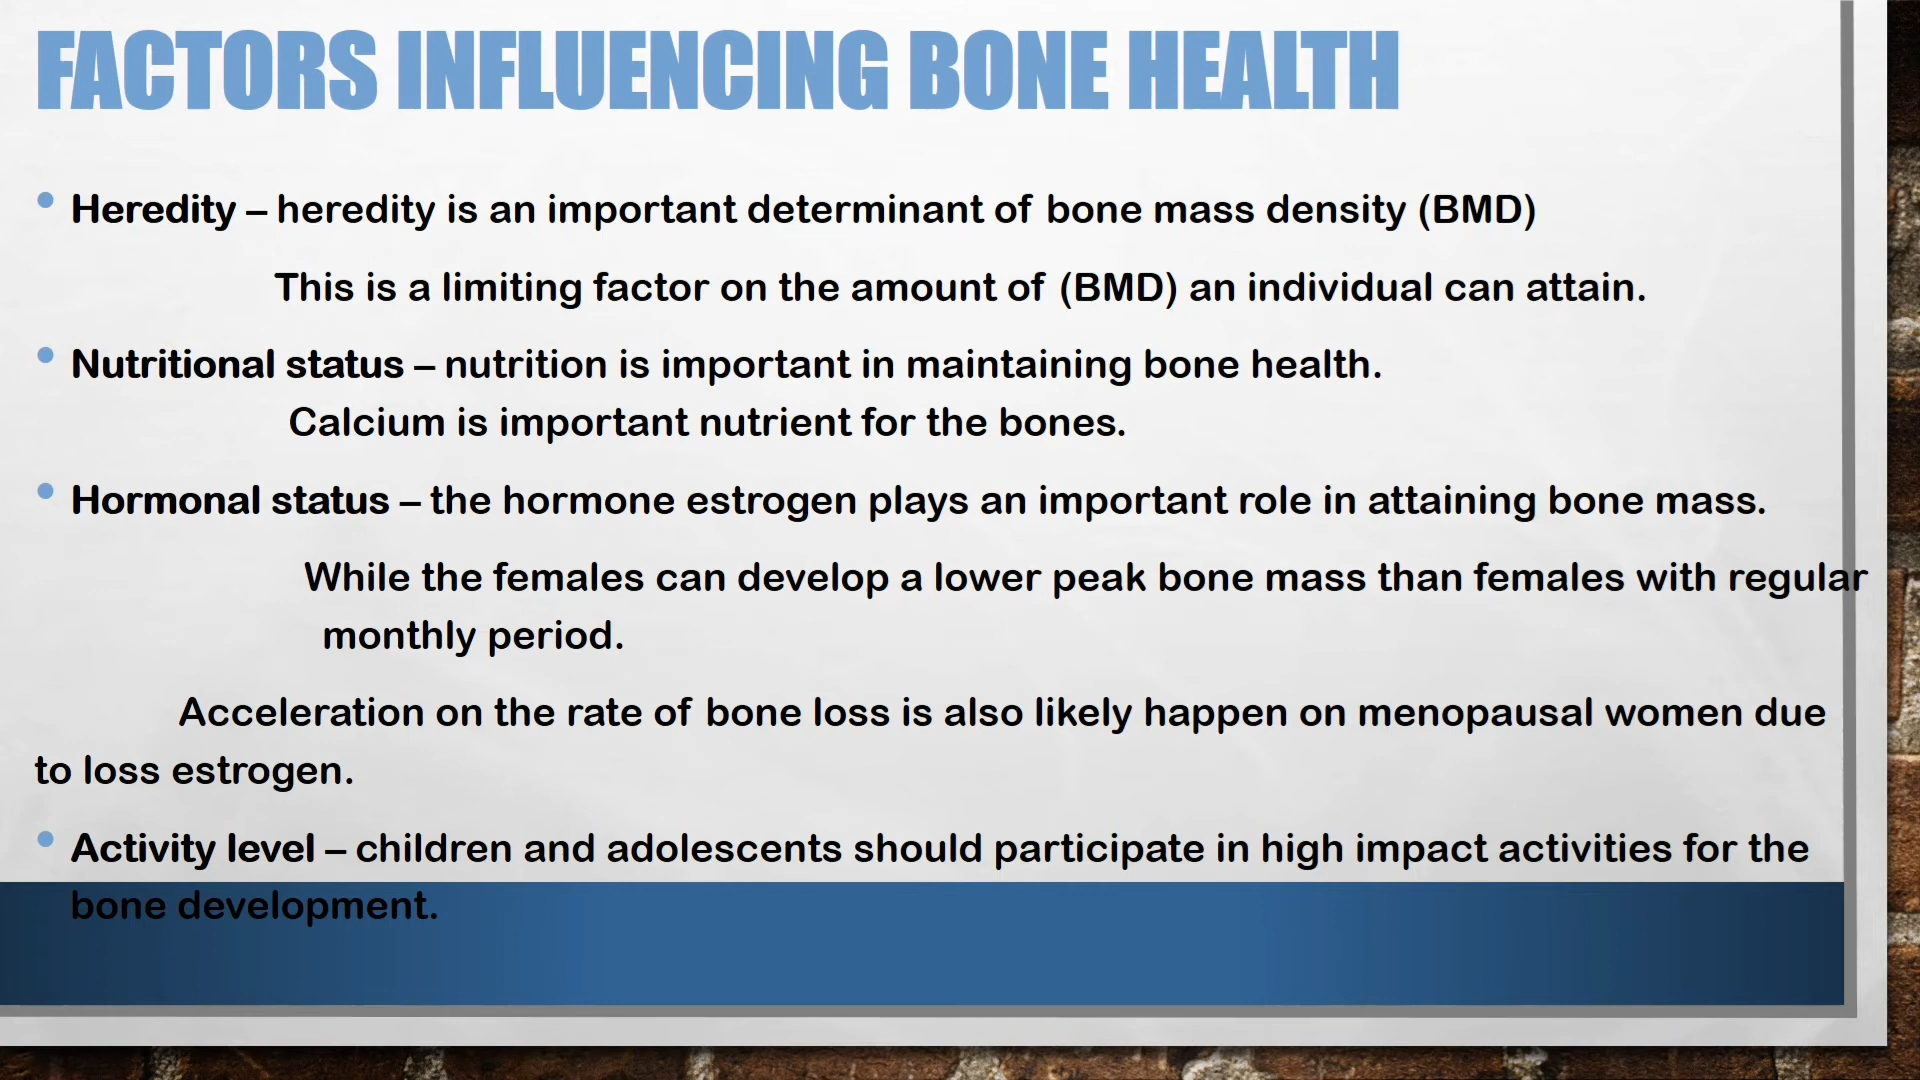 FACTORS INFLUENCING BONE HEALTH
• Heredity – heredity is an important determinant of bone mass density (BMD)
This is a limiting factor on the amount of (BMD) an individual can attain.
• Nutritional status – nutrition is important in maintaining bone health.
Calcium is important nutrient for the bones.
• Hormonal status – the hormone estrogen plays an important role in attaining bone mass.
While the females can develop a lower peak bone mass than females with regular
monthly period.
Acceleration on the rate of bone loss is also likely happen on menopausal women due
to loss estrogen.
• Activity level – children and adolescents should participate in high impact activities for the
bone development.